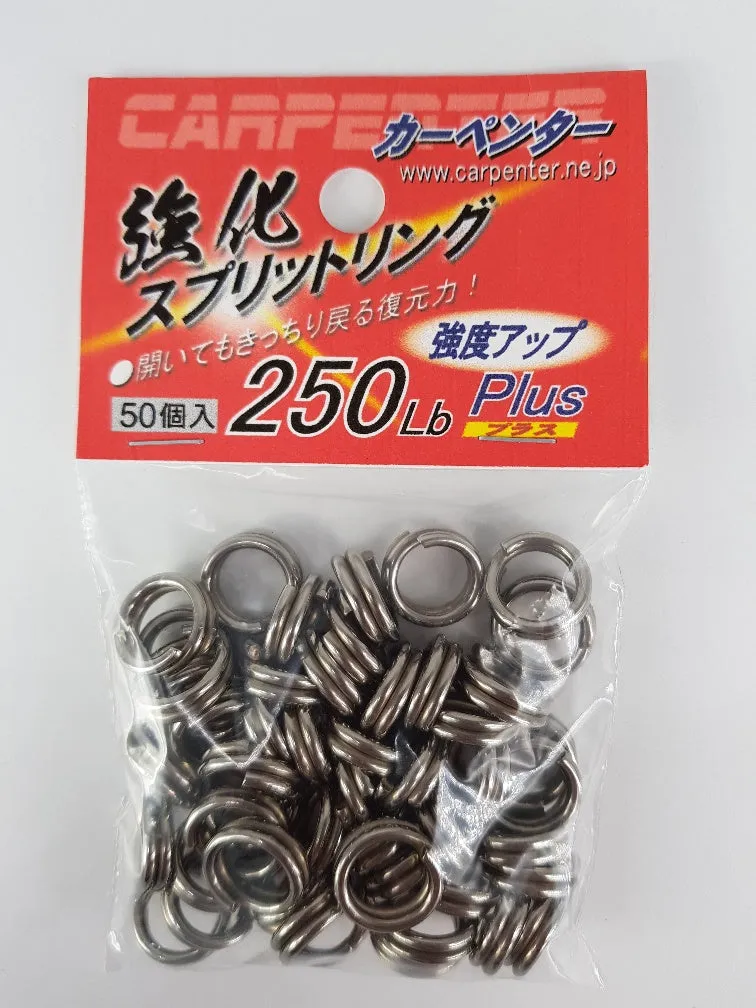 CARPENTER
カーペンター
www.carpenter.ne.jp
強化
スプリットリング
●開いてもきっちり戻る復元力！
強度アップ
50個入 250Lb Plus
プラス